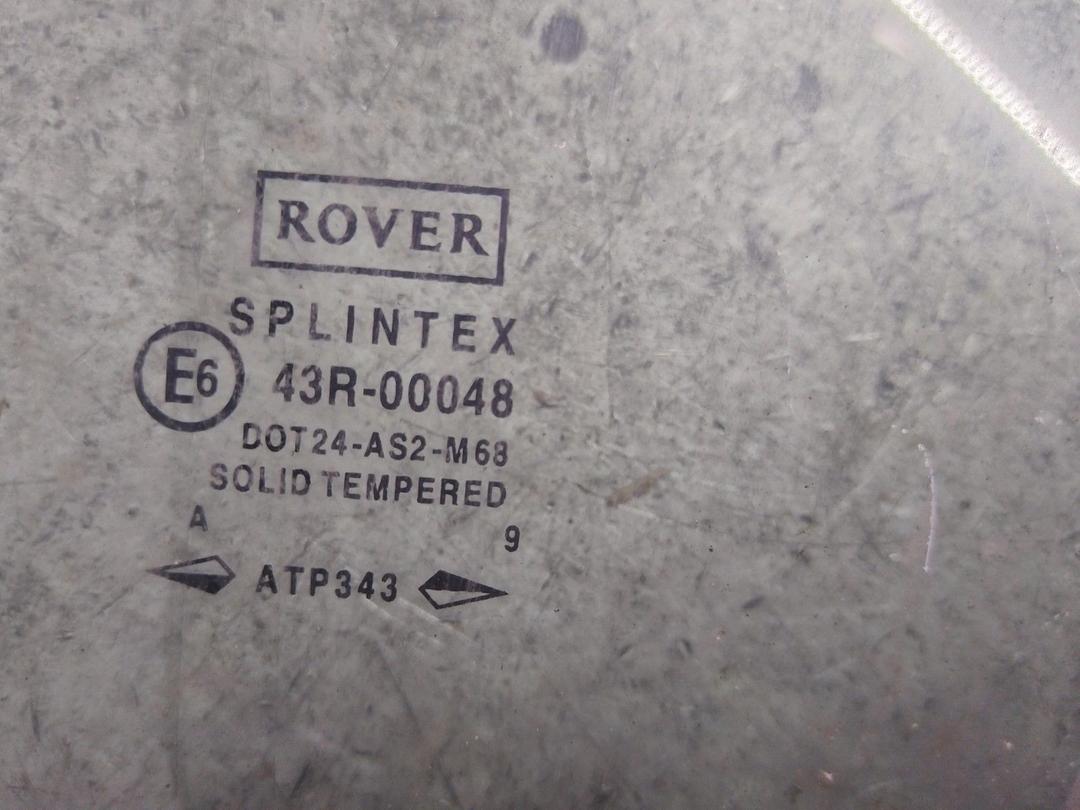 ROVER
SPLINTEX
E6 43R-00048
DOT24-AS2-M68
SOLID TEMPERED
A 9
ATP343